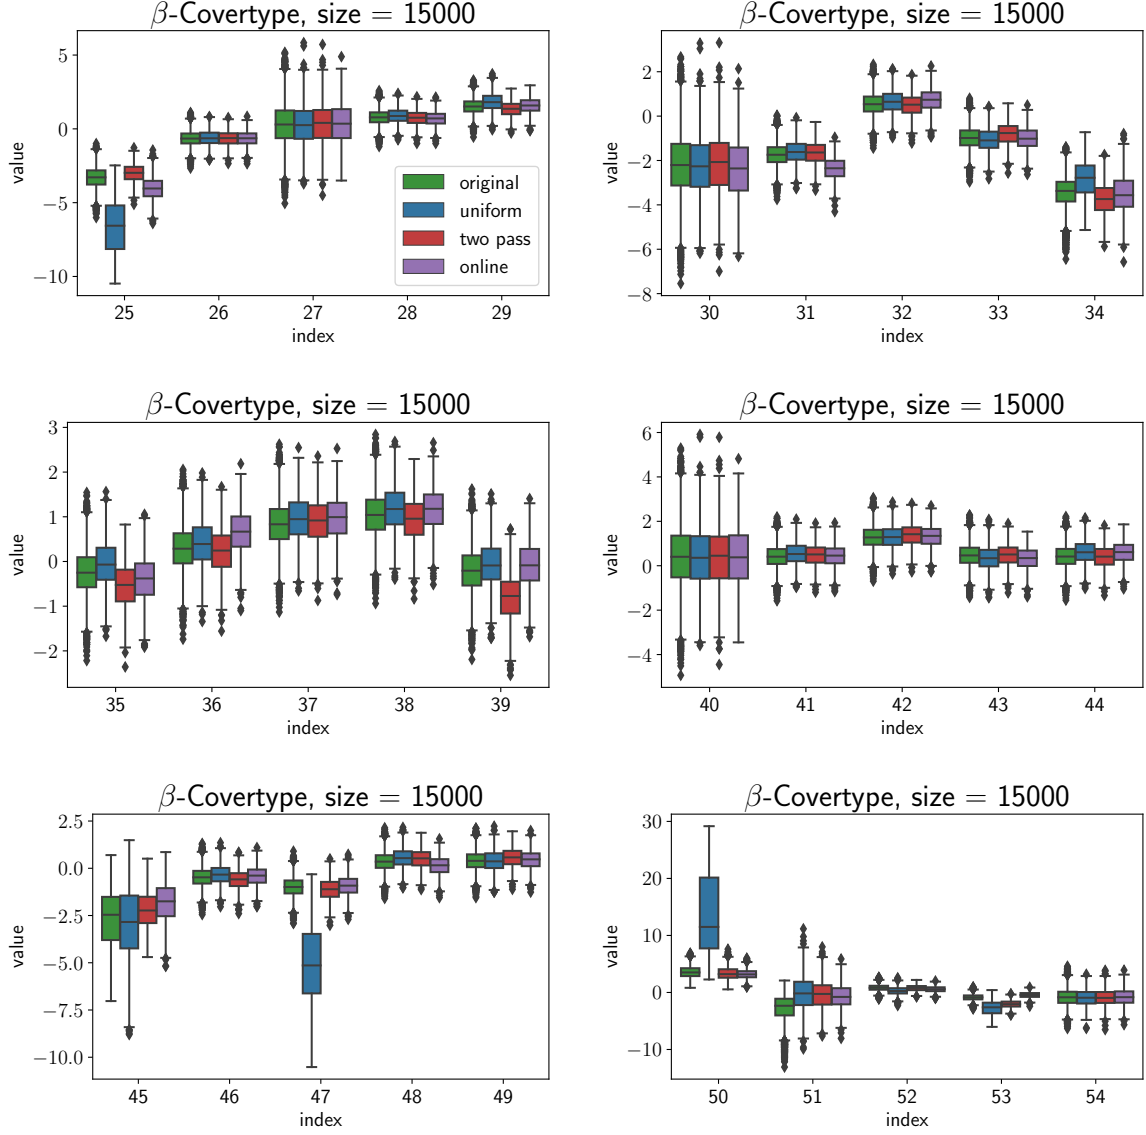 β-Covertype, size = 15000
5
0
−5
−10
value
original
uniform
two pass
online
25 26 27 28 29
index
β-Covertype, size = 15000
2
0
−2
−4
−6
−8
value
30 31 32 33 34
index
β-Covertype, size = 15000
3
2
1
0
−1
−2
value
35 36 37 38 39
index
β-Covertype, size = 15000
6
4
2
0
−2
−4
value
40 41 42 43 44
index
β-Covertype, size = 15000
2.5
0.0
−2.5
−5.0
−7.5
−10.0
value
45 46 47 48 49
index
β-Covertype, size = 15000
30
20
10
0
−10
value
50 51 52 53 54
index